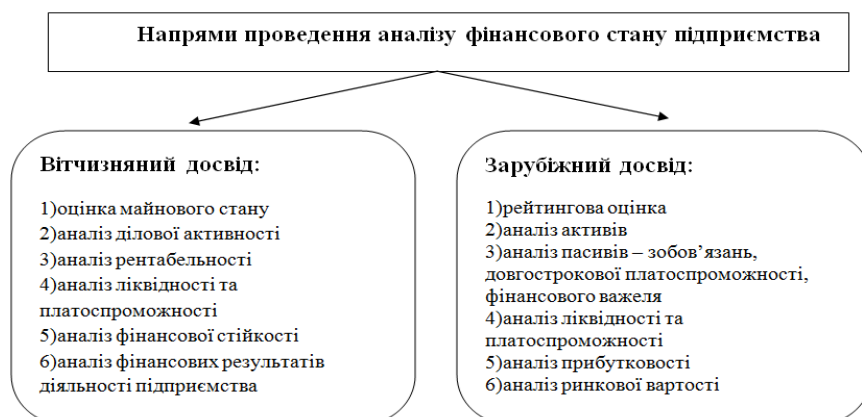 Напрями проведення аналізу фінансового стану підприємства
Вітчизняний досвід:
1)оцінка майнового стану
2)аналіз ділової активності
3)аналіз рентабельності
4)аналіз ліквідності та
платоспроможності
5)аналіз фінансової стійкості
6)аналіз фінансових результатів
діяльності підприємства
Зарубіжний досвід:
1)рейтингова оцінка
2)аналіз активів
3)аналіз пасивів – зобов’язань,
довгострокової платоспроможності,
фінансового важеля
4)аналіз ліквідності та
платоспроможності
5)аналіз прибутковості
6)аналіз ринкової вартості